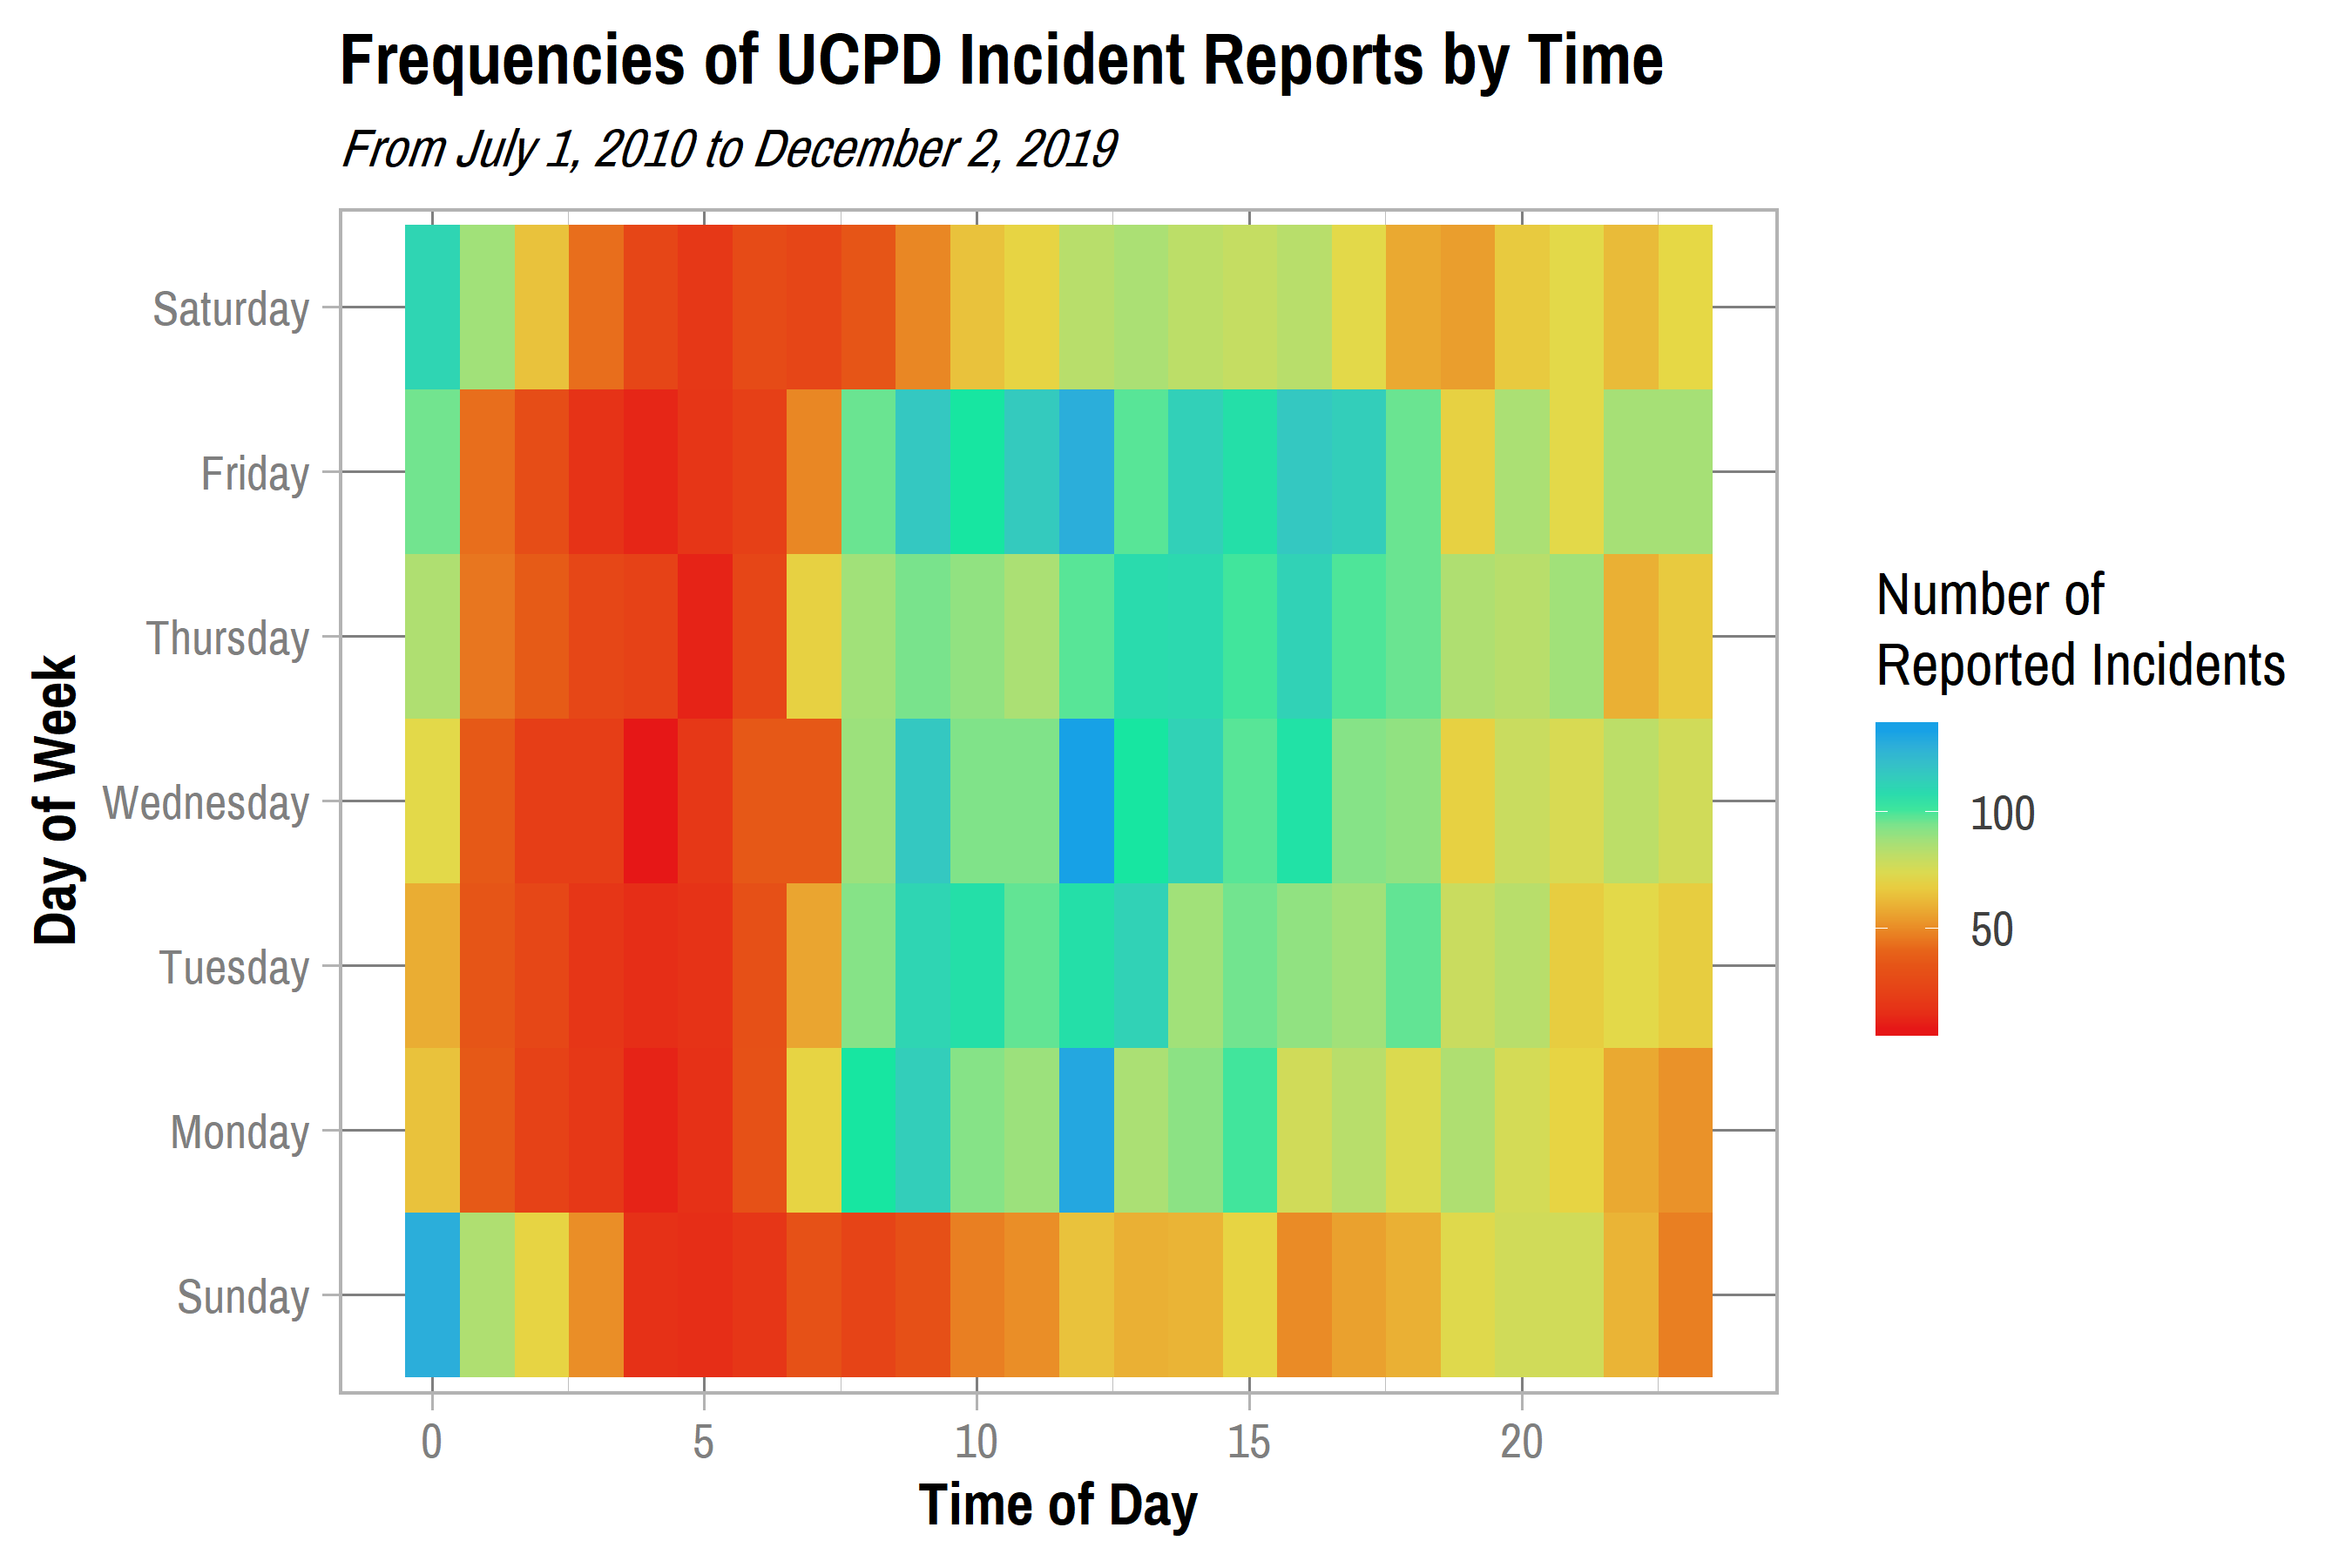 Frequencies of UCPD Incident Reports by Time
From July 1, 2010 to December 2, 2019
Day of Week
Saturday
Friday
Thursday
Wednesday
Tuesday
Monday
Sunday
0 5 10 15 20
Time of Day
Number of
Reported Incidents
100
50